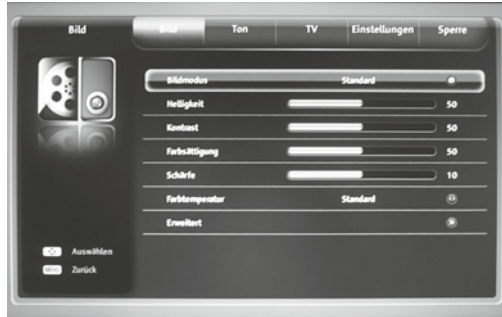 Bild
Bild Ton TV Einstellungen Sperre
Bildmodus Standard
Helligkeit 50
Kontrast 50
Farbsättigung 50
Schärfe 10
Farbtemperatur Standard
Erweitert
Auswählen
MENU Zurück